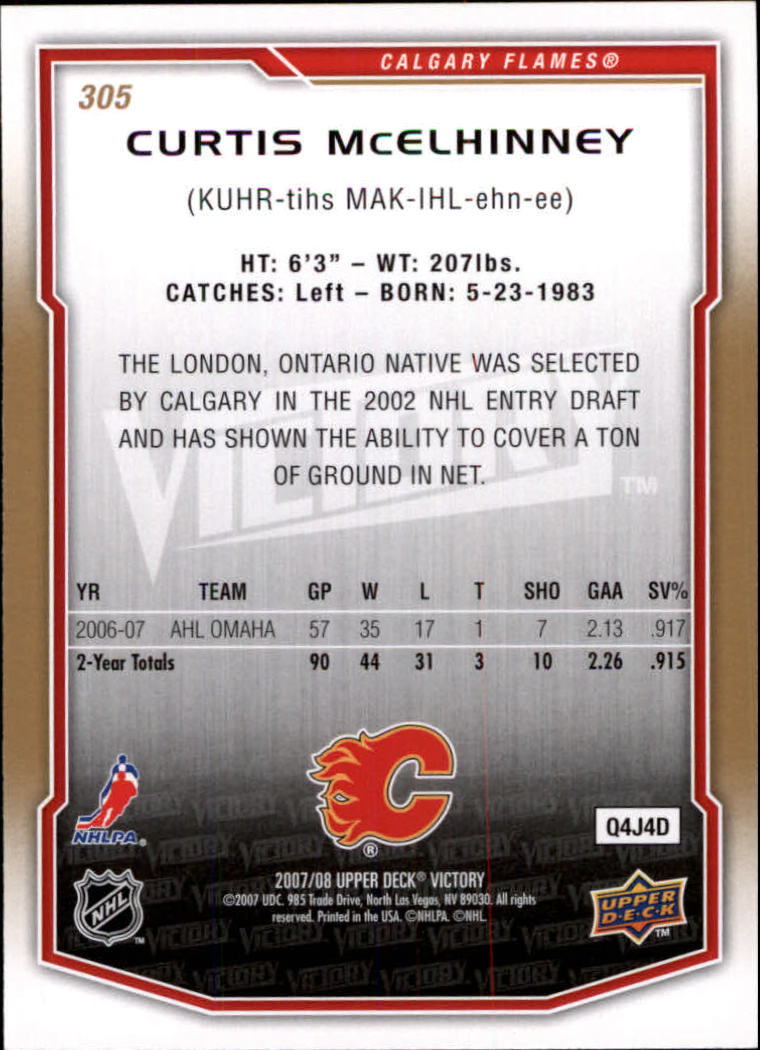 CALGARY FLAMES®
305
CURTIS McELHINNEY
(KUHR-tihs MAK-IHL-ehn-ee)
HT: 6'3” – WT: 207lbs.
CATCHES: Left – BORN: 5-23-1983
THE LONDON, ONTARIO NATIVE WAS SELECTED
BY CALGARY IN THE 2002 NHL ENTRY DRAFT
AND HAS SHOWN THE ABILITY TO COVER A TON
OF GROUND IN NET.
VICTORY TM
YR TEAM GP W L T SHO GAA SV%
2006-07 AHL OMAHA 57 35 17 1 7 2.13 .917
2-Year Totals 90 44 31 3 10 2.26 .915
C
®
NHLPA®
Q4J4D
2007/08 UPPER DECK® VICTORY
©2007 UDC. 985 Trade Drive, North Las Vegas, NV 89030. All rights
reserved. Printed in the USA. ©NHLPA. ©NHL.
NHL TM
UPPER
D·E·C·K
TM